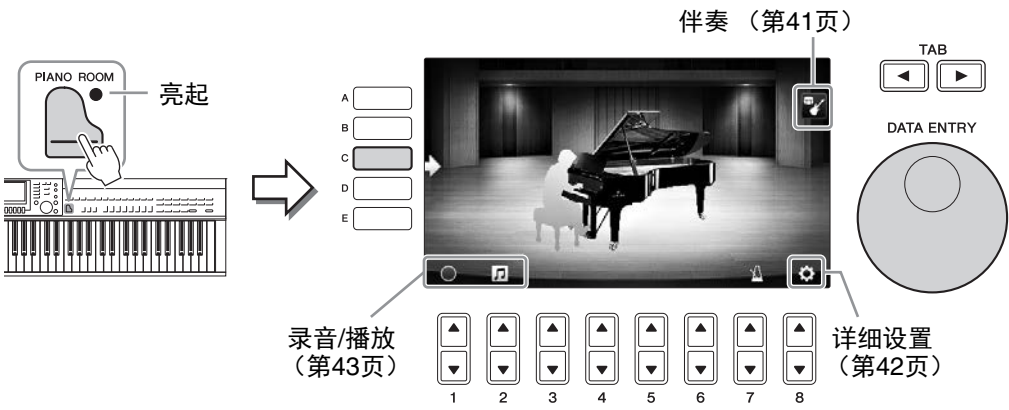 伴奏 （第41页）
PIANO ROOM
亮起
A
B
C
D
E
TAB
DATA ENTRY
录音/播放
（第43页）
详细设置
（第42页）
1 2 3 4 5 6 7 8